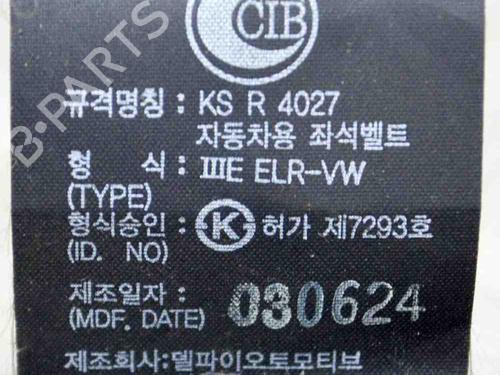 CIB
B-PARTS
규격명칭 : KS R 4027
자동차용 좌석벨트
형 식 : ⅢE ELR-VW
(TYPE)
형식승인 : Ⓚ 허가 제7293호
(ID. NO)
제조일자 : 030624
(MDF. DATE)
제조회사:델파이오토모티브